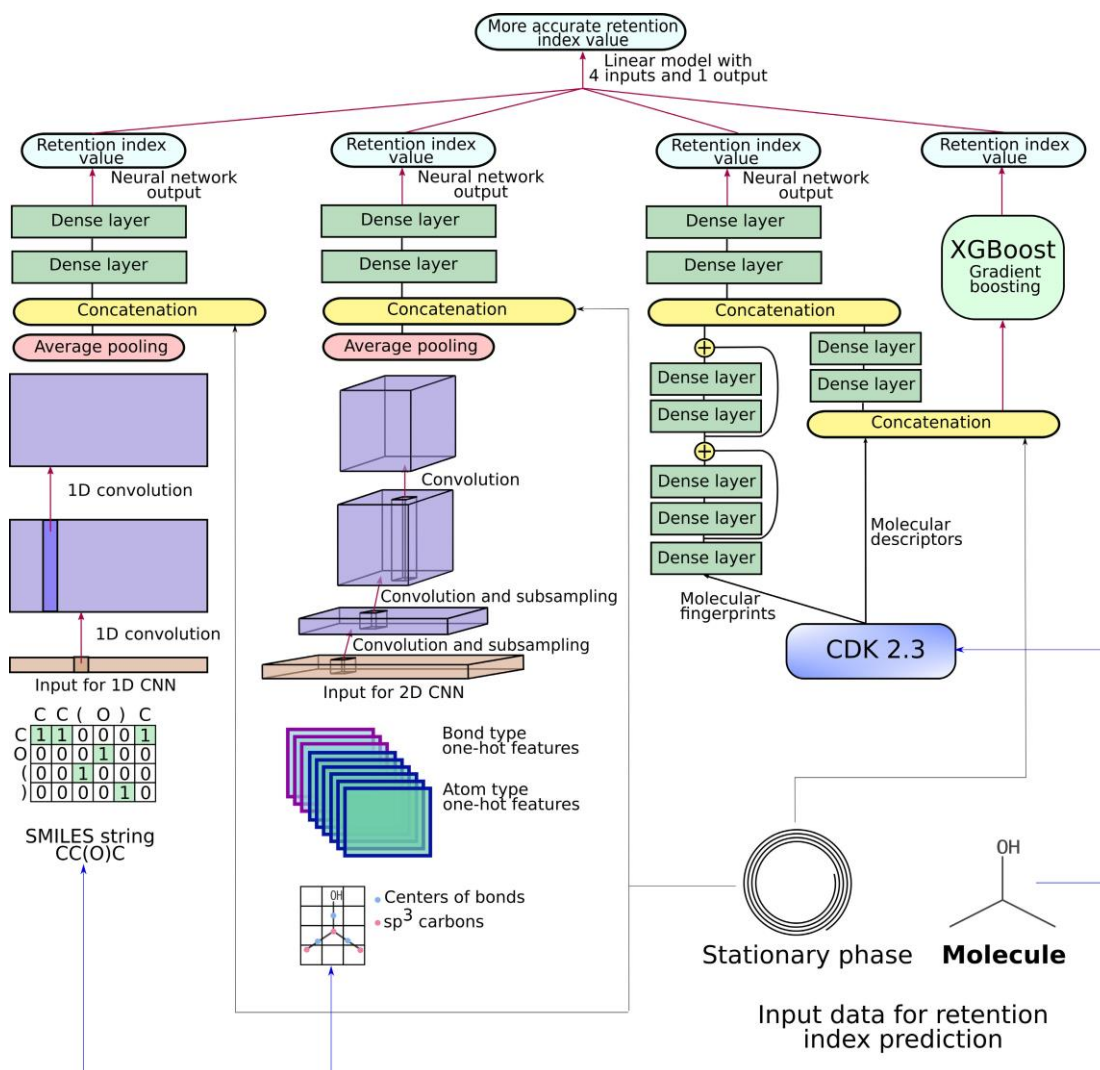 More accurate retention
index value
Linear model with
4 inputs and 1 output
Retention index
value
Retention index
value
Retention index
value
Retention index
value
Neural network
output
Neural network
output
Neural network
output
Dense layer
Dense layer
Dense layer
Dense layer
Dense layer
Dense layer
XGBoost
Gradient
boosting
Concatenation
Concatenation
Concatenation
Average pooling
Average pooling
+
Dense layer
Dense layer
Dense layer
Dense layer
Concatenation
+
Dense layer
Dense layer
Dense layer
1D convolution
Convolution
Molecular
descriptors
Convolution and subsampling
Molecular
fingerprints
1D convolution
Convolution and subsampling
CDK 2.3
Input for 1D CNN
Input for 2D CNN
C C ( O ) C
C 1 1 0 0 0 1
O 0 0 0 1 0 0
( 0 0 1 0 0 0
) 0 0 0 0 1 0
Bond type
one-hot features
Atom type
one-hot features
SMILES string
CC(O)C
OH
Centers of bonds
sp3 carbons
OH
Stationary phase
Molecule
Input data for retention
index prediction